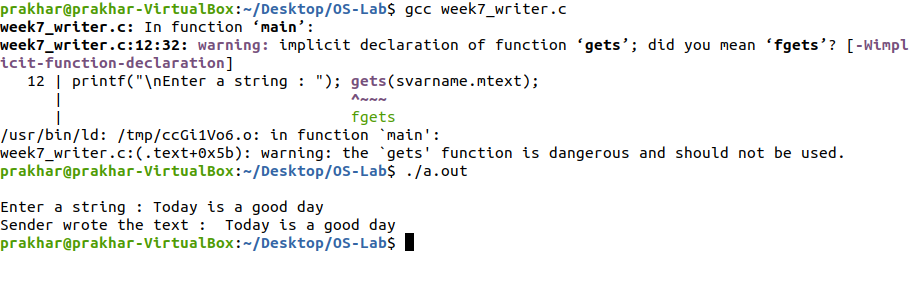 prakhar@prakhar-VirtualBox:~/Desktop/OS-Lab$ gcc week7_writer.c
week7_writer.c: In function ‘main’:
week7_writer.c:12:32: warning: implicit declaration of function ‘gets’; did you mean ‘fgets’? [-Wimpl
icit-function-declaration]
   12 | printf("\nEnter a string : "); gets(svarname.mtext);
      |                                ^~~~
      |                                fgets
/usr/bin/ld: /tmp/ccGi1Vo6.o: in function `main':
week7_writer.c:(.text+0x5b): warning: the `gets' function is dangerous and should not be used.
prakhar@prakhar-VirtualBox:~/Desktop/OS-Lab$ ./a.out

Enter a string : Today is a good day
Sender wrote the text :  Today is a good day
prakhar@prakhar-VirtualBox:~/Desktop/OS-Lab$